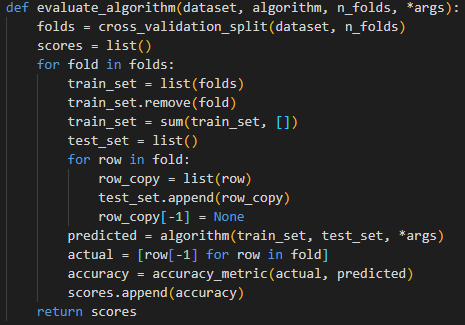 def evaluate_algorithm(dataset, algorithm, n_folds, *args):
    folds = cross_validation_split(dataset, n_folds)
    scores = list()
    for fold in folds:
        train_set = list(folds)
        train_set.remove(fold)
        train_set = sum(train_set, [])
        test_set = list()
        for row in fold:
            row_copy = list(row)
            test_set.append(row_copy)
            row_copy[-1] = None
        predicted = algorithm(train_set, test_set, *args)
        actual = [row[-1] for row in fold]
        accuracy = accuracy_metric(actual, predicted)
        scores.append(accuracy)
    return scores